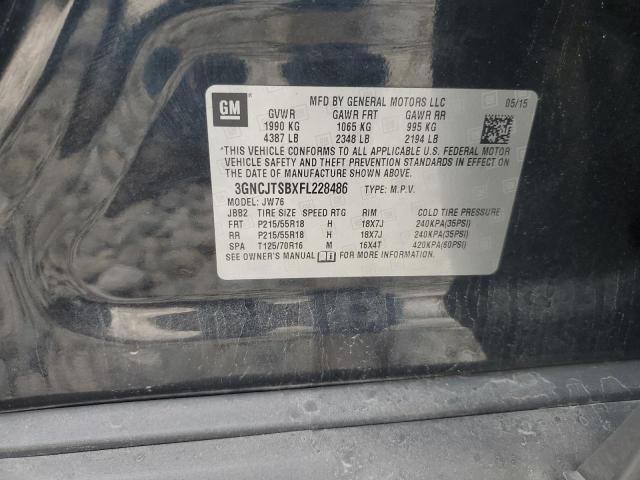 GM
MFD BY GENERAL MOTORS LLC 05/15
GVWR GAWR FRT GAWR RR
1990 KG 1065 KG 995 KG
4387 LB 2348 LB 2194 LB
*THIS VEHICLE CONFORMS TO ALL APPLICABLE U.S. FEDERAL MOTOR
VEHICLE SAFETY AND THEFT PREVENTION STANDARDS IN EFFECT ON
THE DATE OF MANUFACTURE SHOWN ABOVE.
3GNCJTSBXFL228486 TYPE: M.P.V.
MODEL: JW76
JBB2 TIRE SIZE SPEED RTG RIM COLD TIRE PRESSURE
FRT P215/55R18 H 18X7J 240KPA(35PSI)
RR P215/55R18 H 18X7J 240KPA(35PSI)
SPA T125/70R16 M 16X4T 420KPA(60PSI)
SEE OWNER'S MANUAL FOR MORE INFORMATION.